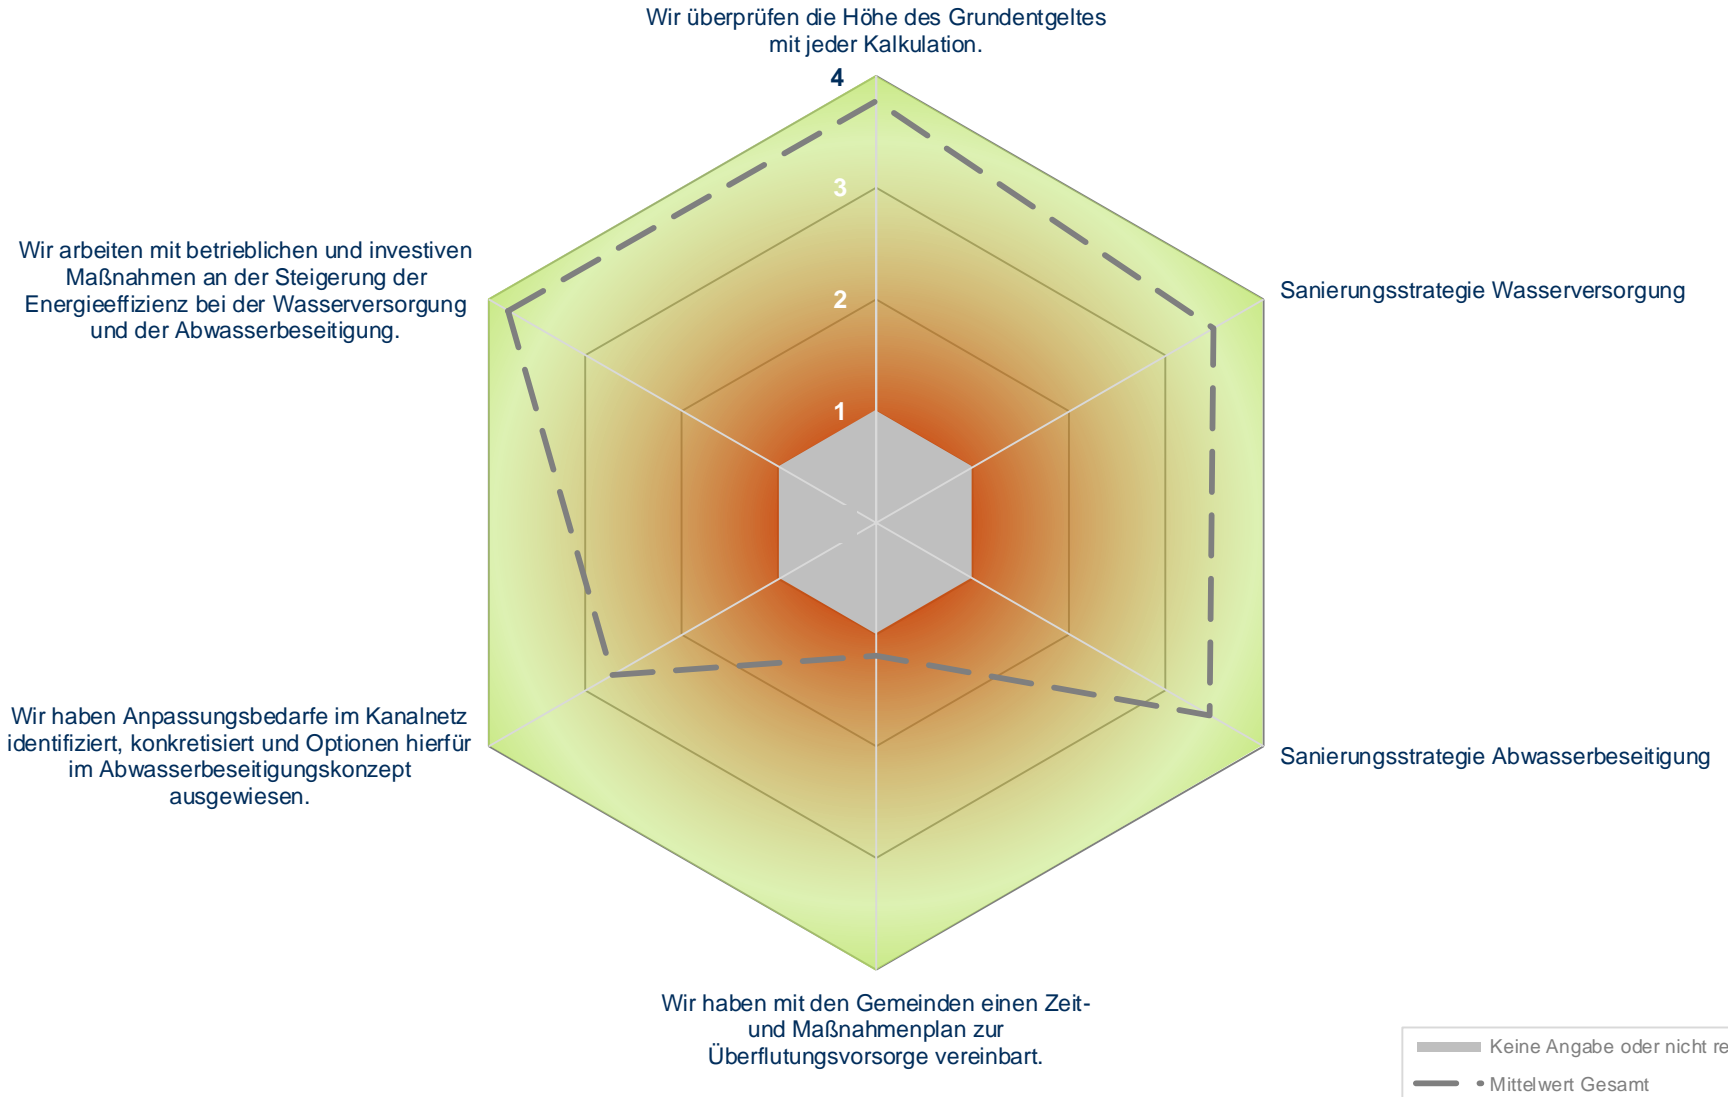 Wir überprüfen die Höhe des Grundentgeltes
mit jeder Kalkulation.
4
3
2
1
Wir arbeiten mit betrieblichen und investiven
Maßnahmen an der Steigerung der
Energieeffizienz bei der Wasserversorgung
und der Abwasserbeseitigung.
Sanierungsstrategie Wasserversorgung
Wir haben Anpassungsbedarfe im Kanalnetz
identifiziert, konkretisiert und Optionen hierfür
im Abwasserbeseitigungskonzept
ausgewiesen.
Sanierungsstrategie Abwasserbeseitigung
Wir haben mit den Gemeinden einen Zeit-
und Maßnahmenplan zur
Überflutungsvorsorge vereinbart.
Keine Angabe oder nicht re
Mittelwert Gesamt